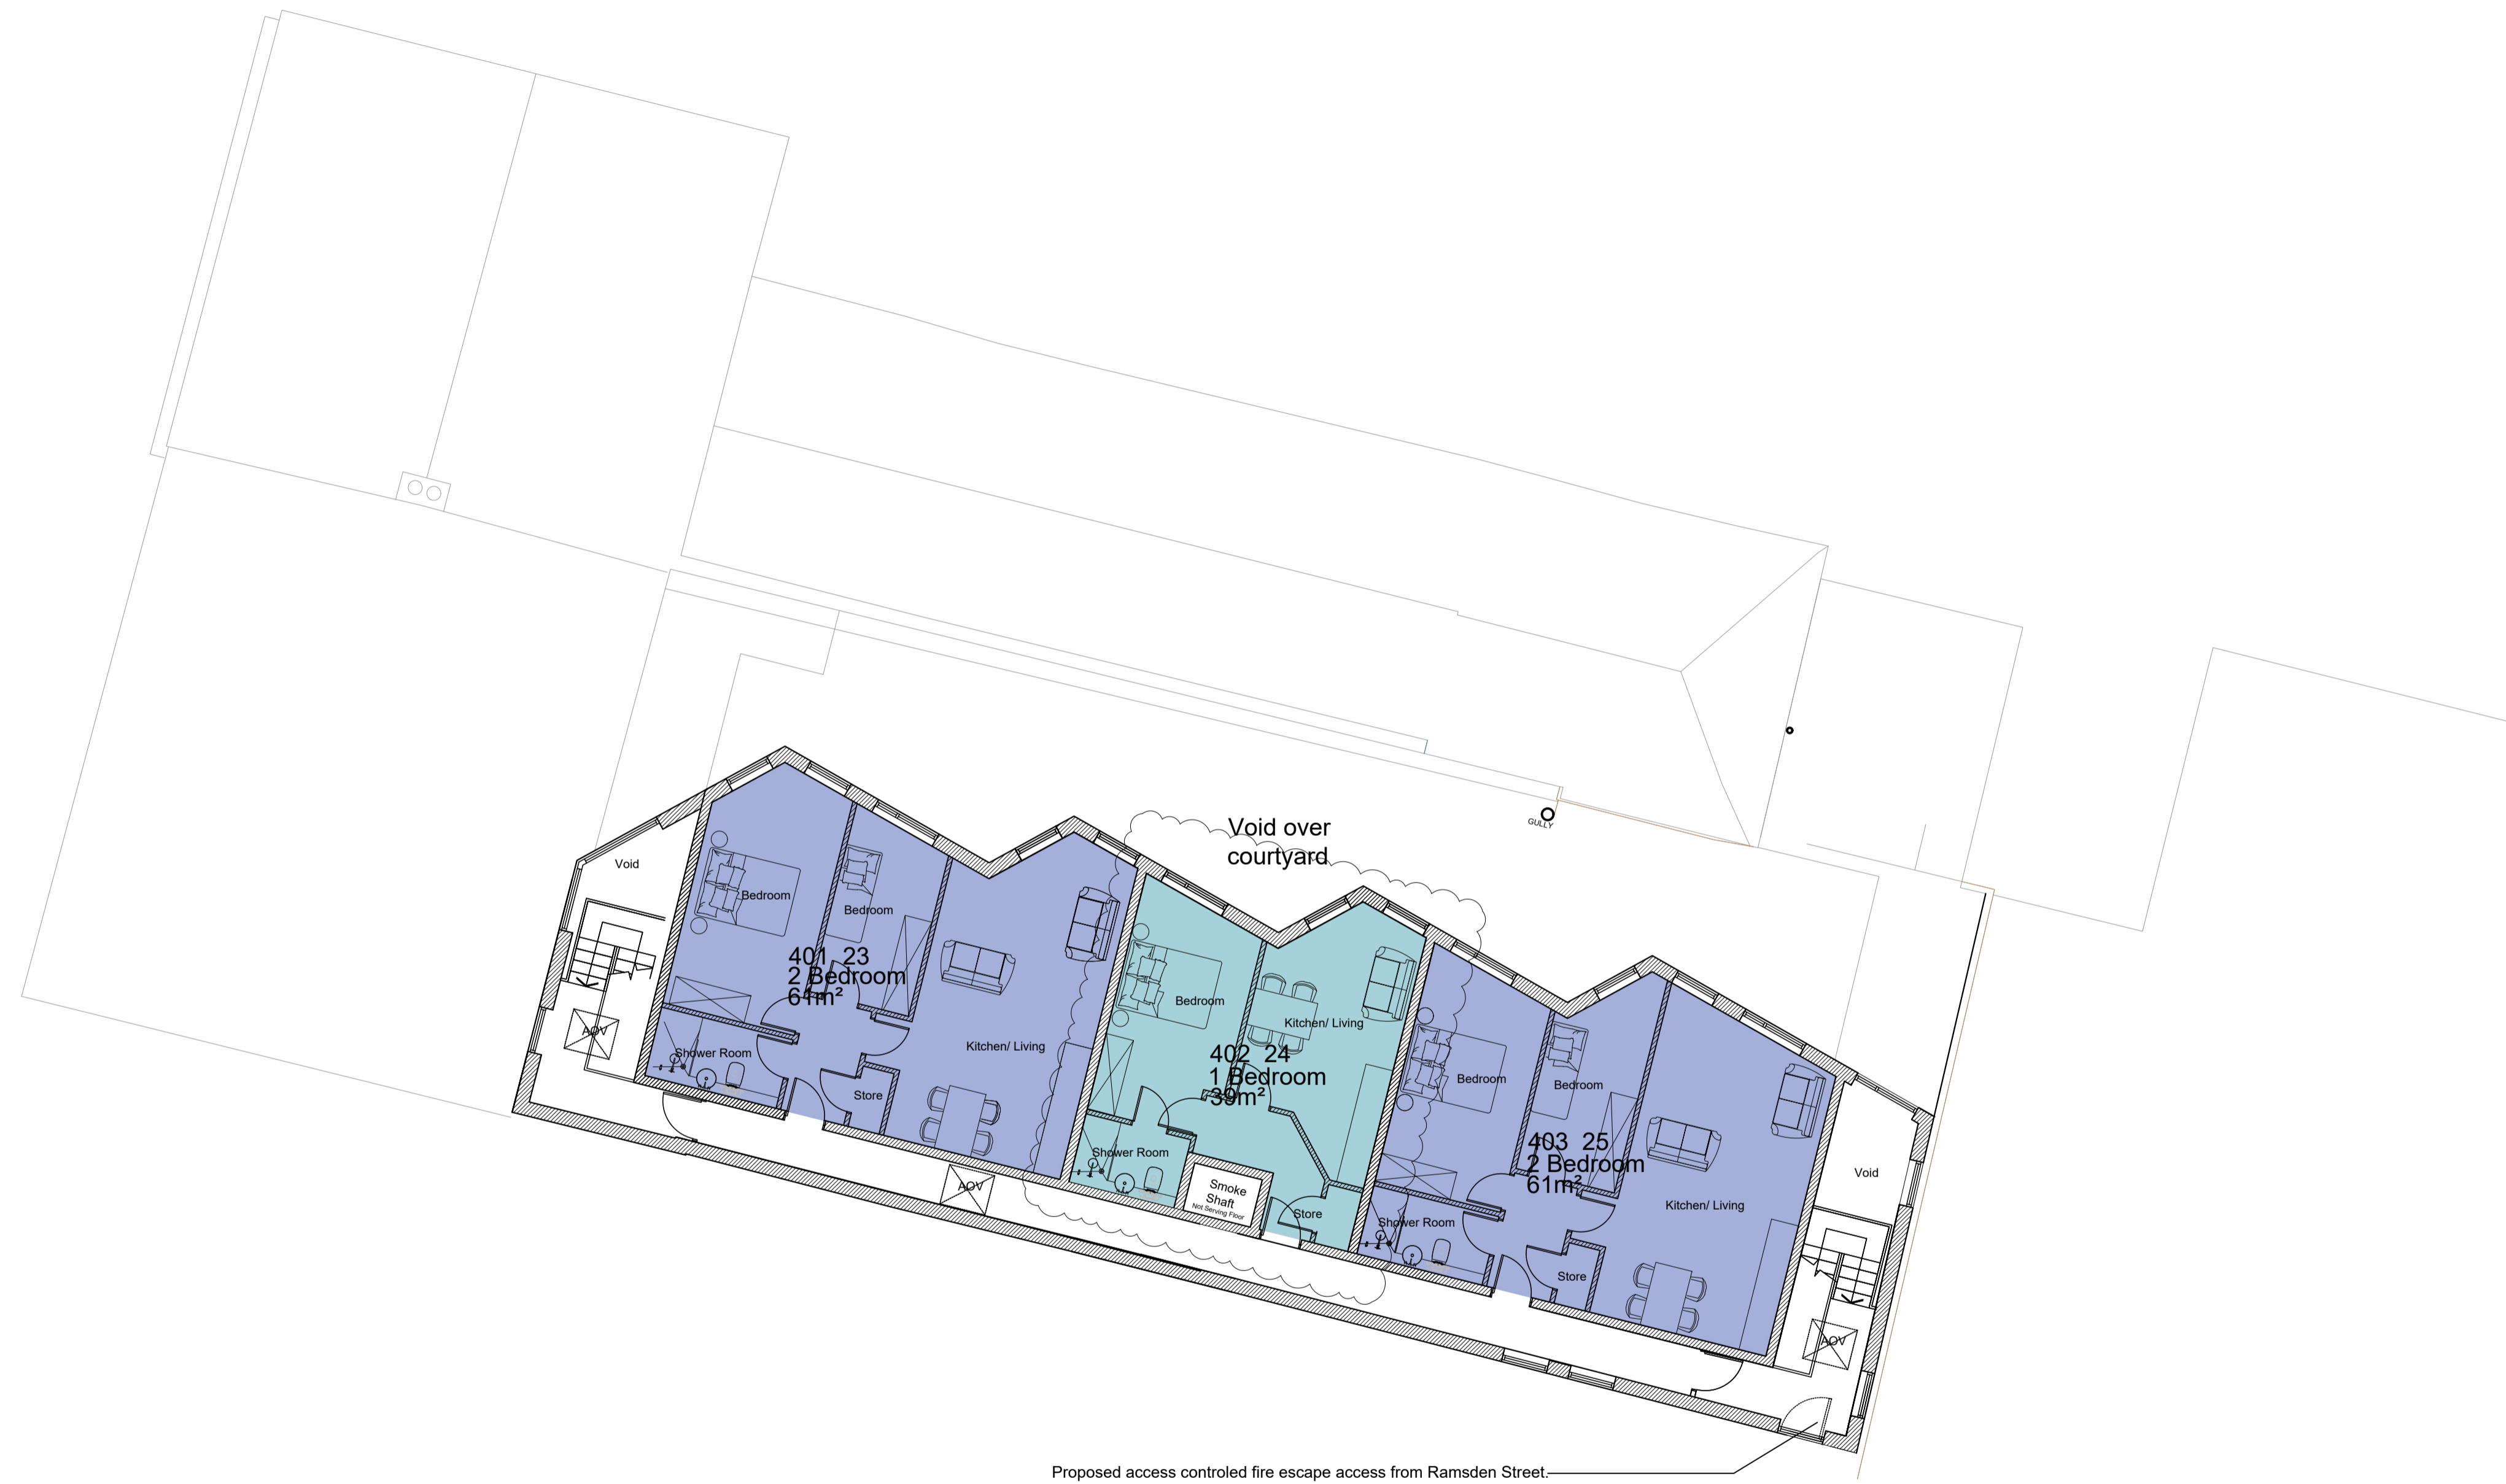 Void over
courtyard
GULLY
Void
Bedroom
Bedroom
401 23
2 Bedroom
61m²
AOV
Shower Room
Kitchen/ Living
Store
Bedroom
Kitchen/ Living
402 24
1 Bedroom
39m²
Shower Room
AOV
Smoke
Shaft
Not Serving Floor
Store
Bedroom
Bedroom
403 25
2 Bedroom
61m²
Void
Kitchen/ Living
Shower Room
Store
AOV
Proposed access controled fire escape access from Ramsden Street.